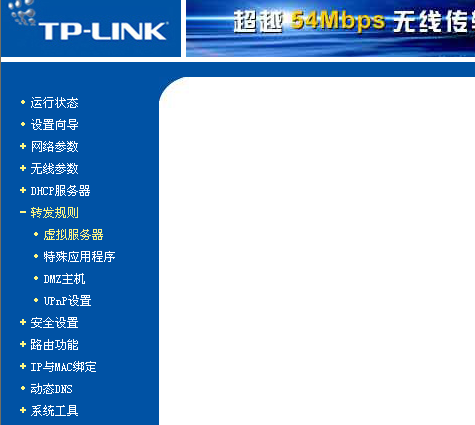 TP-LINK
超越 54Mbps 无线传
运行状态
设置向导
网络参数
无线参数
DHCP服务器
转发规则
虚拟服务器
特殊应用程序
DMZ主机
UPnP设置
安全设置
路由功能
IP与MAC绑定
动态DNS
系统工具